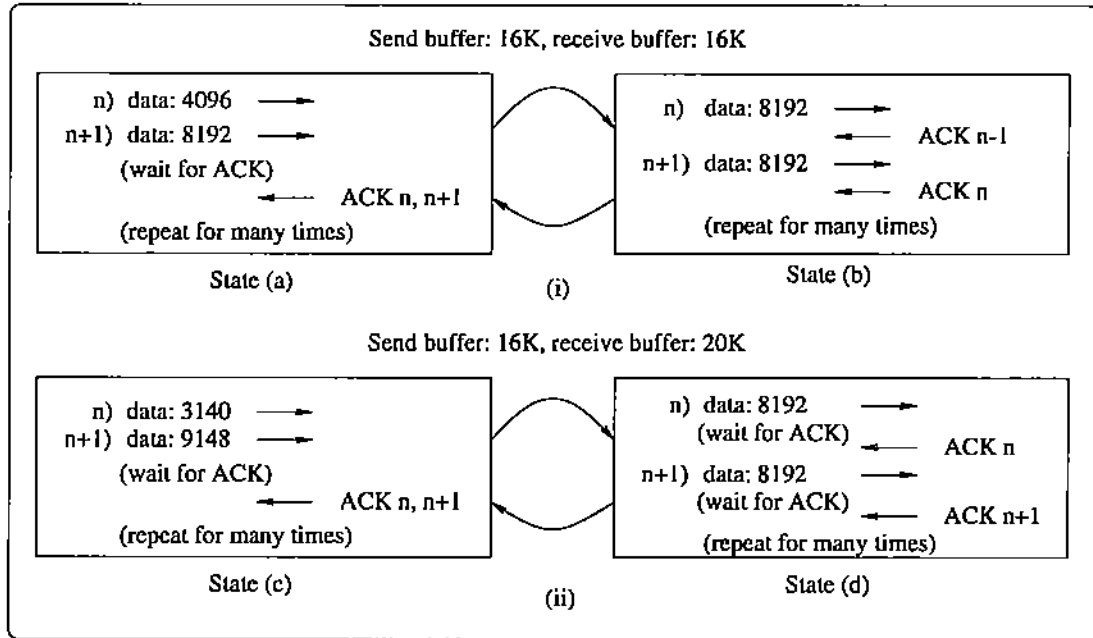 Send buffer: 16K, receive buffer: 16K
n) data: 4096
n+1) data: 8192
(wait for ACK)
ACK n, n+1
(repeat for many times)
State (a)
n) data: 8192
ACK n-1
n+1) data: 8192
ACK n
(repeat for many times)
State (b)
(i)
Send buffer: 16K, receive buffer: 20K
n) data: 3140
n+1) data: 9148
(wait for ACK)
ACK n, n+1
(repeat for many times)
State (c)
n) data: 8192
(wait for ACK)
ACK n
n+1) data: 8192
(wait for ACK)
ACK n+1
(repeat for many times)
State (d)
(ii)